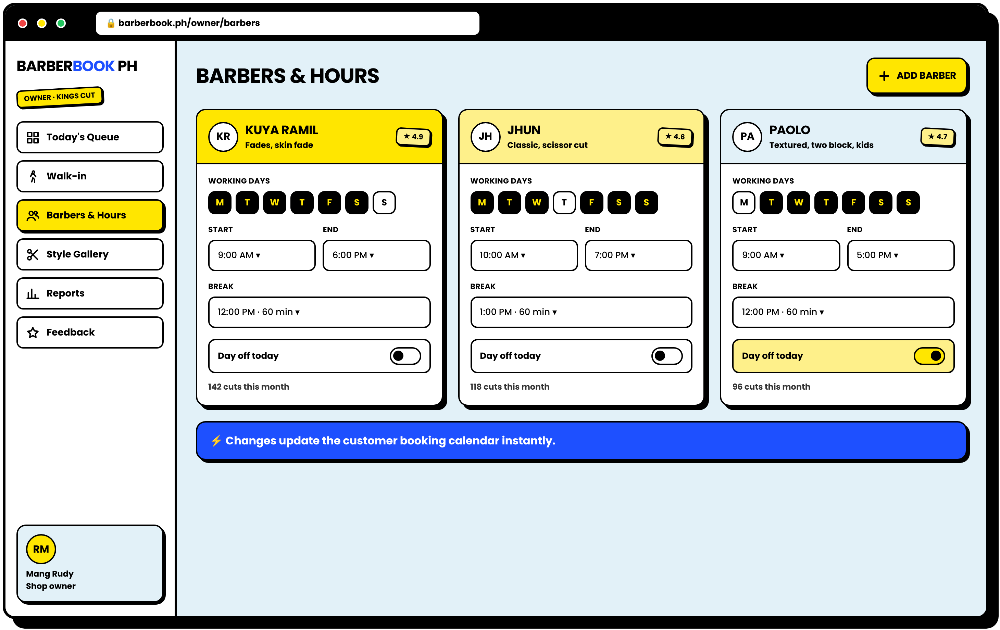 🔒 barberbook.ph/owner/barbers
BARBERBOOK PH
OWNER · KINGS CUT
Today's Queue
Walk-in
Barbers & Hours
Style Gallery
Reports
Feedback
RM
Mang Rudy
Shop owner
BARBERS & HOURS
+ ADD BARBER
KR
KUYA RAMIL
Fades, skin fade
★ 4.9
WORKING DAYS
M T W T F S S
START END
9:00 AM ▾ 6:00 PM ▾
BREAK
12:00 PM · 60 min ▾
Day off today
142 cuts this month
JH
JHUN
Classic, scissor cut
★ 4.6
WORKING DAYS
M T W T F S S
START END
10:00 AM ▾ 7:00 PM ▾
BREAK
1:00 PM · 60 min ▾
Day off today
118 cuts this month
PA
PAOLO
Textured, two block, kids
★ 4.7
WORKING DAYS
M T W T F S S
START END
9:00 AM ▾ 5:00 PM ▾
BREAK
12:00 PM · 60 min ▾
Day off today
96 cuts this month
⚡ Changes update the customer booking calendar instantly.